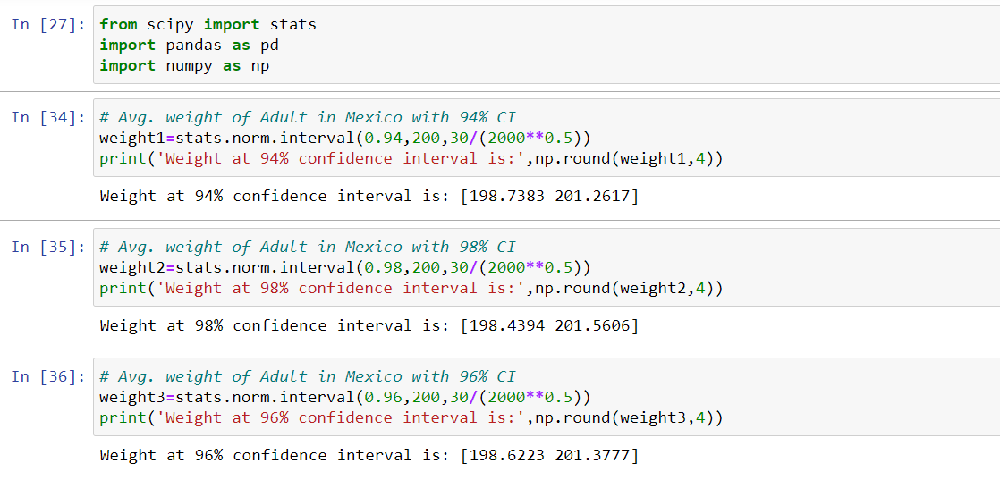 In [27]: from scipy import stats
import pandas as pd
import numpy as np
In [34]: # Avg. weight of Adult in Mexico with 94% CI
weight1=stats.norm.interval(0.94,200,30/(2000**0.5))
print('Weight at 94% confidence interval is:',np.round(weight1,4))
Weight at 94% confidence interval is: [198.7383 201.2617]
In [35]: # Avg. weight of Adult in Mexico with 98% CI
weight2=stats.norm.interval(0.98,200,30/(2000**0.5))
print('Weight at 98% confidence interval is:',np.round(weight2,4))
Weight at 98% confidence interval is: [198.4394 201.5606]
In [36]: # Avg. weight of Adult in Mexico with 96% CI
weight3=stats.norm.interval(0.96,200,30/(2000**0.5))
print('Weight at 96% confidence interval is:',np.round(weight3,4))
Weight at 96% confidence interval is: [198.6223 201.3777]